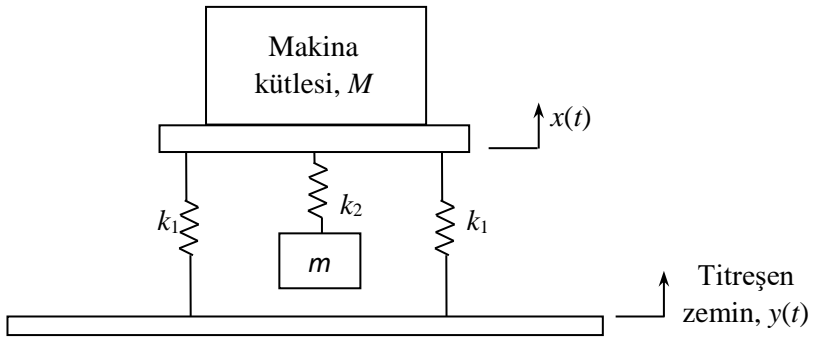 Makina
kütlesi, M
x(t)
k₁
k₂
k₁
m
Titreşen
zemin, y(t)